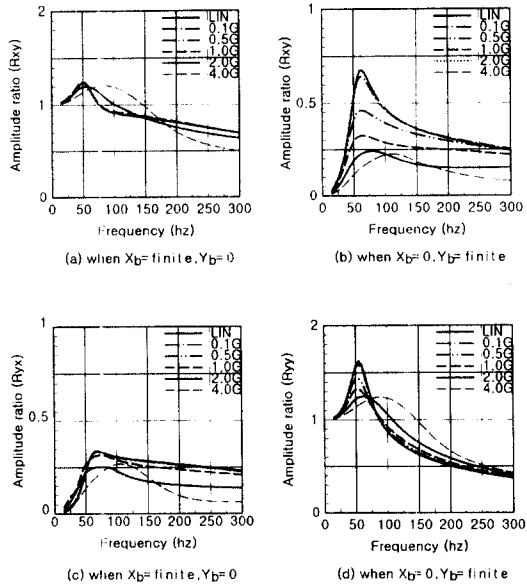 Amplitude ratio (Rxy)
2
1
0
LIN
0.1G
0.5G
1.0G
2.0G
4.0G
0 50 100 150 200 250 300
Frequency (hz)
(a) when Xb= finite, Yb= 0
Amplitude ratio (Rxy)
1
0.5
0
LIN
0.1G
0.5G
1.0G
2.0G
4.0G
0 50 100 150 200 250 300
Frequency (hz)
(b) when Xb= 0, Yb= finite
Amplitude ratio (Ryx)
1
0.5
0
LIN
0.1G
0.5G
1.0G
2.0G
4.0G
0 50 100 150 200 250 300
Frequency (hz)
(c) when Xb= finite, Yb= 0
Amplitude ratio (Ryy)
2
1
0
LIN
0.1G
0.5G
1.0G
2.0G
4.0G
0 50 100 150 200 250 300
Frequency (hz)
(d) when Xb= 0, Yb= finite